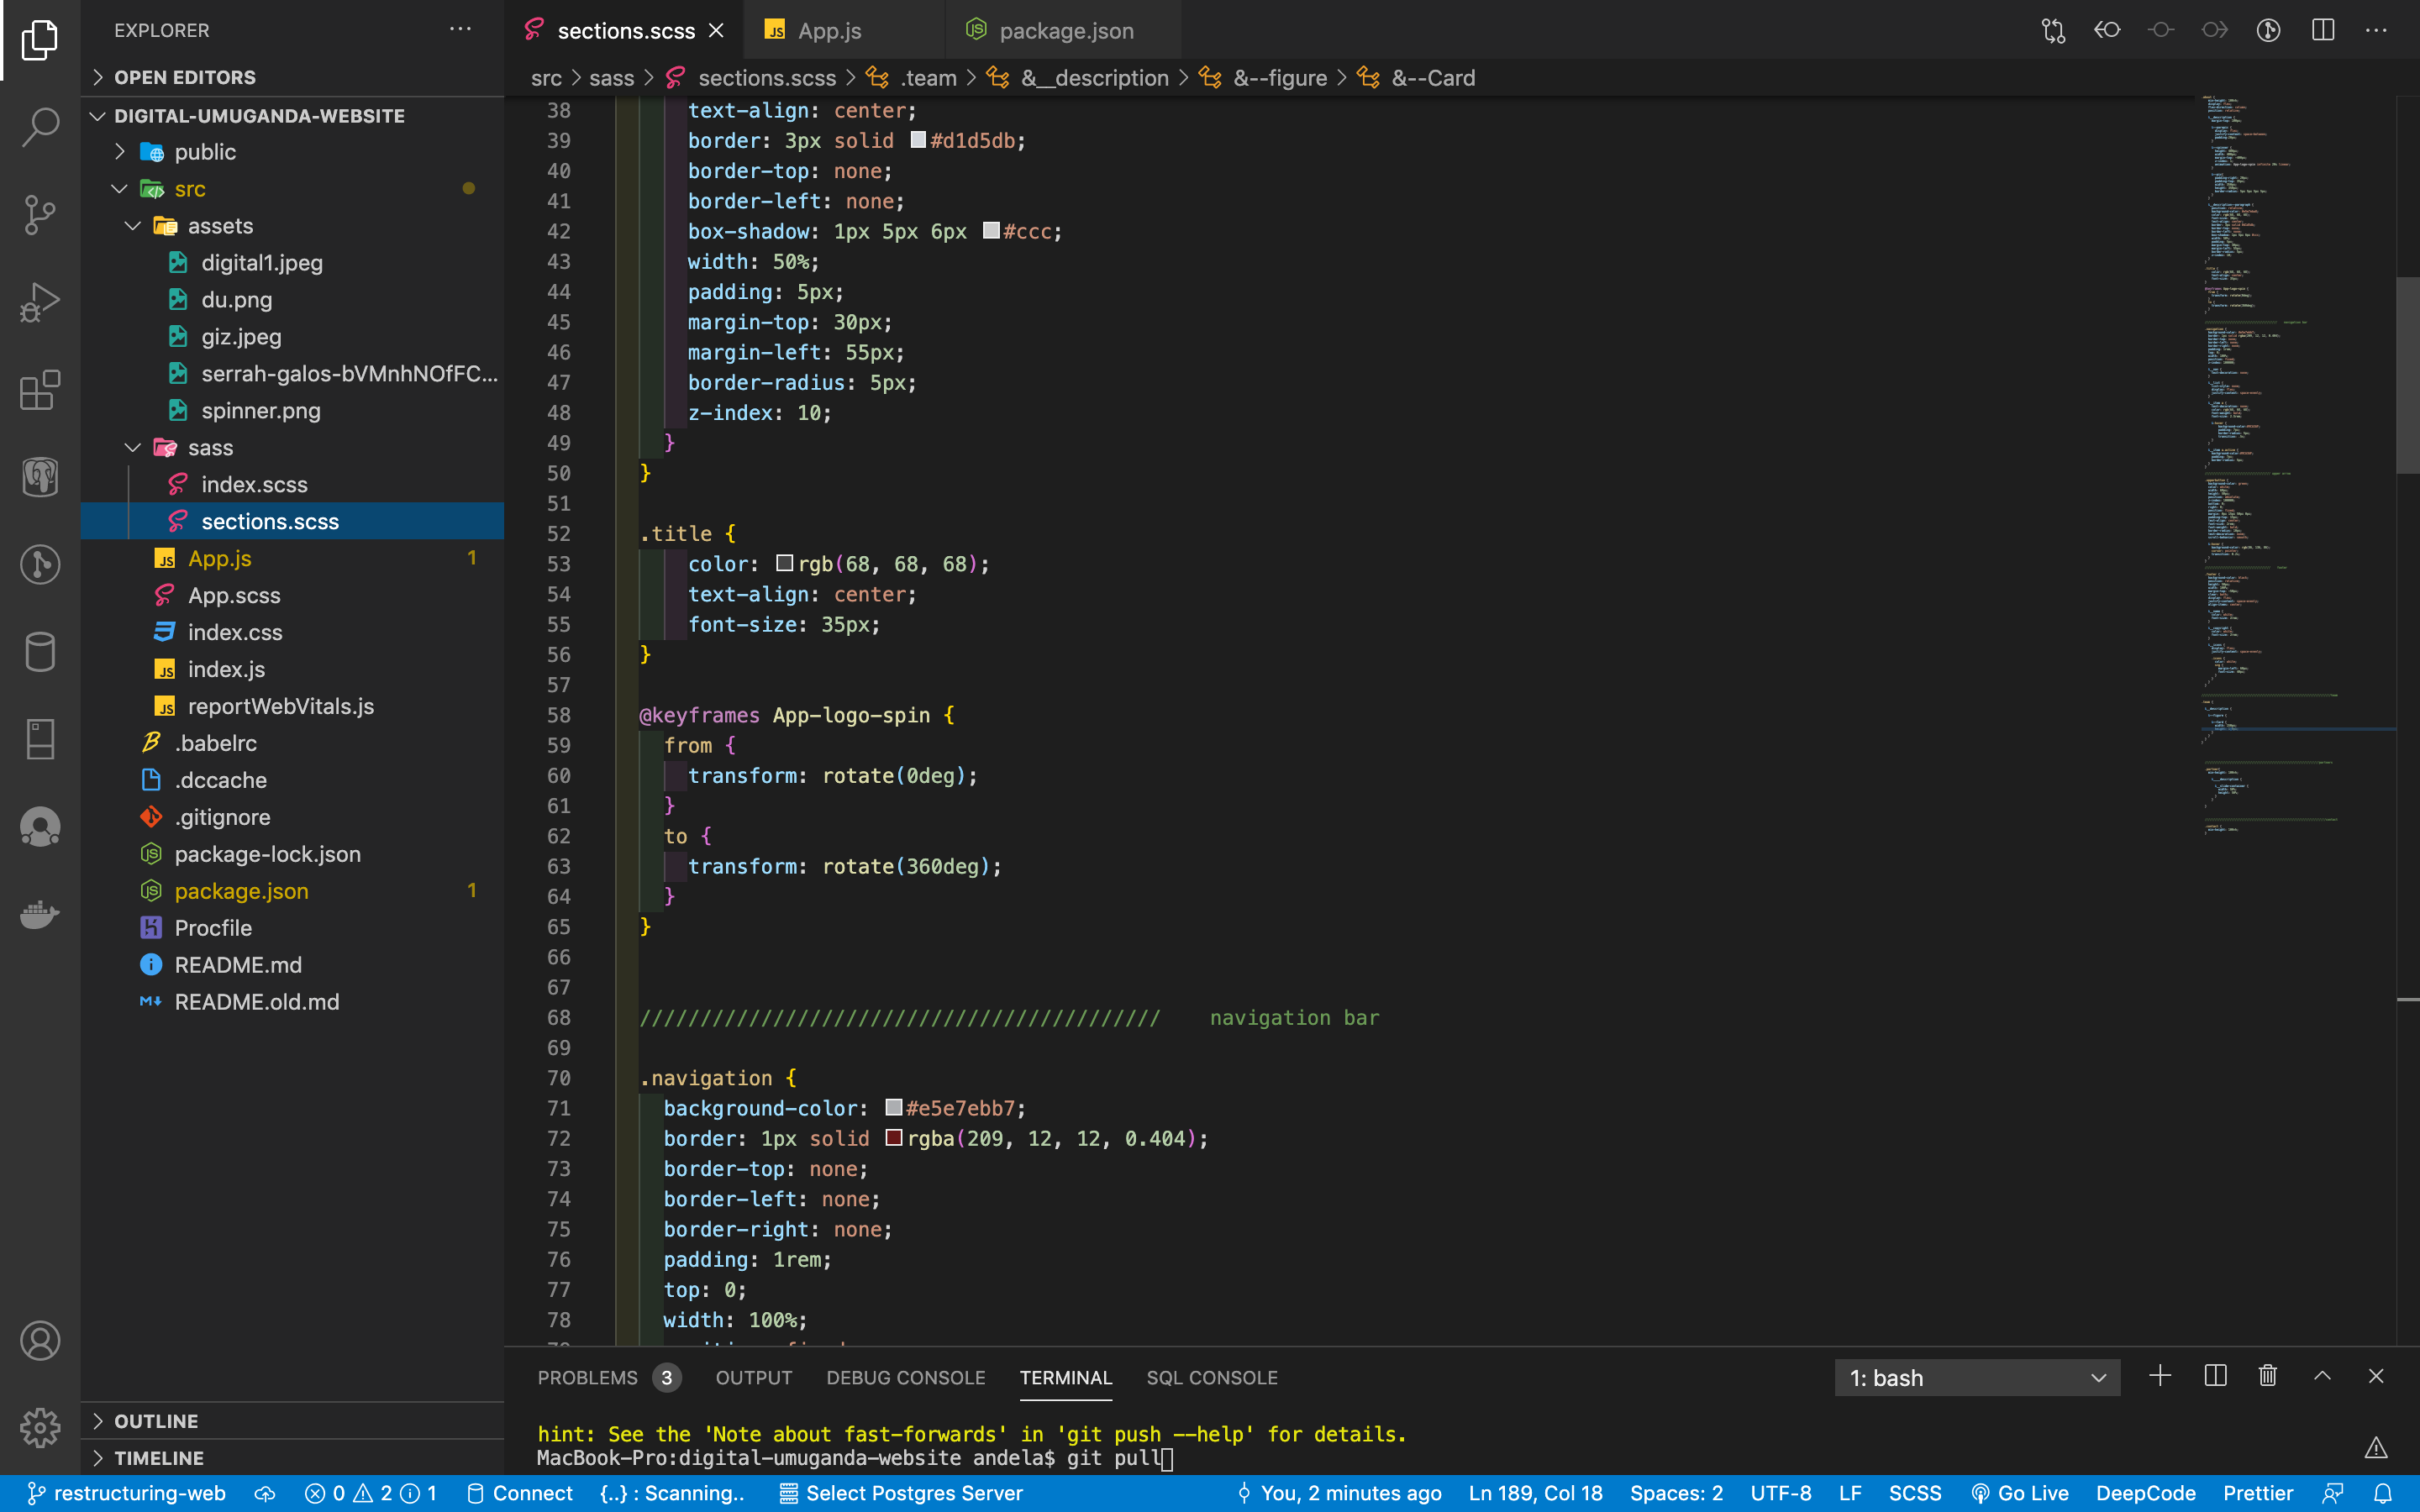 EXPLORER
OPEN EDITORS
DIGITAL-UMUGANDA-WEBSITE
public
src
assets
digital1.jpeg
du.png
giz.jpeg
serrah-galos-bVMnhNOfFC...
spinner.png
sass
index.scss
sections.scss
App.js 1
App.scss
index.css
index.js
reportWebVitals.js
.babelrc
.dccache
.gitignore
package-lock.json
package.json 1
Procfile
README.md
README.old.md
OUTLINE
TIMELINE
sections.scss App.js package.json
src > sass > sections.scss > .team > &__description > &--figure > &--Card
38 text-align: center;
39 border: 3px solid #d1d5db;
40 border-top: none;
41 border-left: none;
42 box-shadow: 1px 5px 6px #ccc;
43 width: 50%;
44 padding: 5px;
45 margin-top: 30px;
46 margin-left: 55px;
47 border-radius: 5px;
48 z-index: 10;
49 }
50 }
51
52 .title {
53 color: rgb(68, 68, 68);
54 text-align: center;
55 font-size: 35px;
56 }
57
58 @keyframes App-logo-spin {
59 from {
60 transform: rotate(0deg);
61 }
62 to {
63 transform: rotate(360deg);
64 }
65 }
66
67
68 /////////////////////////////////////////// navigation bar
69
70 .navigation {
71 background-color: #e5e7ebb7;
72 border: 1px solid rgba(209, 12, 12, 0.404);
73 border-top: none;
74 border-left: none;
75 border-right: none;
76 padding: 1rem;
77 top: 0;
78 width: 100%;
PROBLEMS 3 OUTPUT DEBUG CONSOLE TERMINAL SQL CONSOLE 1: bash
hint: See the 'Note about fast-forwards' in 'git push --help' for details.
MacBook-Pro:digital-umuganda-website andela$ git pull
restructuring-web 0 2 1 Connect {..} : Scanning.. Select Postgres Server You, 2 minutes ago Ln 189, Col 18 Spaces: 2 UTF-8 LF SCSS Go Live DeepCode Prettier